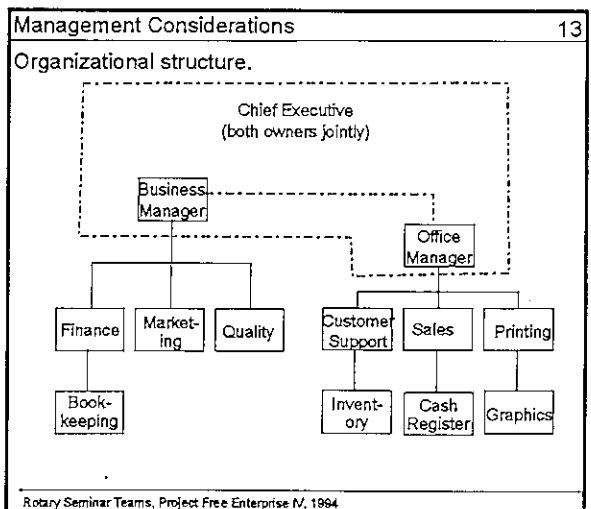 Management Considerations 13
Organizational structure.
Chief Executive
(both owners jointly)
Business
Manager
Office
Manager
Finance
Market-
ing
Quality
Customer
Support
Sales
Printing
Book-
keeping
Invent-
ory
Cash
Register
Graphics
Rotary Seminar Teams, Project Free Enterprise IV, 1994